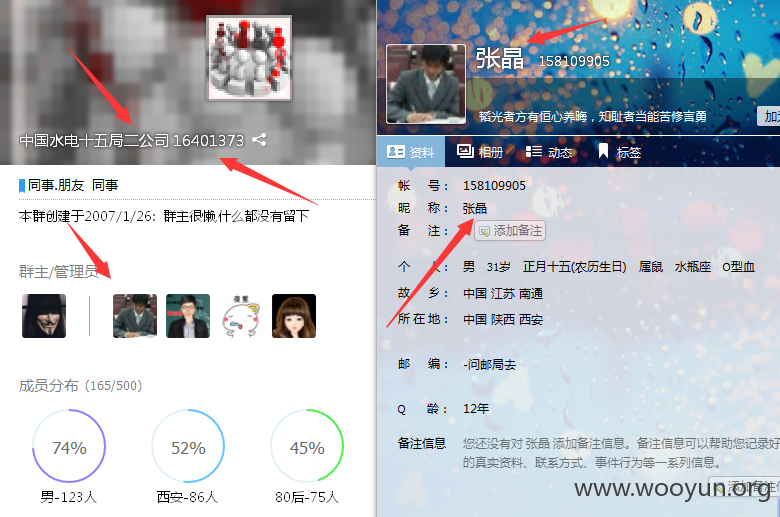 中国水电十五局二公司 16401373
同事.朋友 同事
本群创建于2007/1/26: 群主很懒,什么都没有留下
群主/管理员
成员分布 (165/500)
74%
52%
45%
男-123人
西安-86人
80后-75人
张晶 158109905
韬光者方有恒心养晦，知耻者当能苦修言勇
加
资料
相册
动态
标签
帐 号： 158109905
昵 称： 张晶
备 注： 添加备注
个 人： 男 31岁 正月十五(农历生日) 属鼠 水瓶座 O型血
故 乡： 中国 江苏 南通
所在地： 中国 陕西 西安
邮 编： -问邮局去
Q 龄： 12年
备注信息 您还没有对 张晶 添加备注信息。备注信息可以帮助您记录好
的真实资料、联系方式、事件行为等一系列信息。
添加备注信
www.wooyun.org